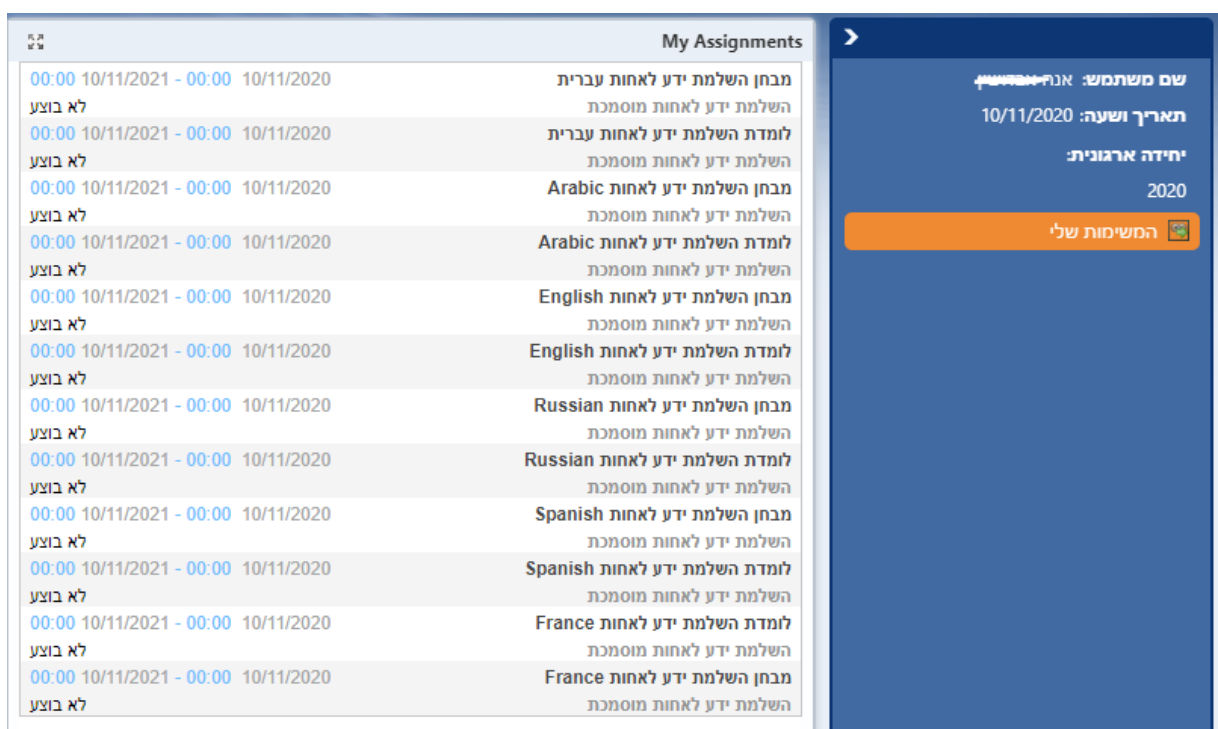 My Assignments
מבחן השלמת ידע לאחות עברית 00:00 10/11/2021 - 00:00 10/11/2020
השלמת ידע לאחות מוסמכת לא בוצע
לומדת השלמת ידע לאחות עברית 00:00 10/11/2021 - 00:00 10/11/2020
השלמת ידע לאחות מוסמכת לא בוצע
מבחן השלמת ידע לאחות Arabic 00:00 10/11/2021 - 00:00 10/11/2020
השלמת ידע לאחות מוסמכת לא בוצע
לומדת השלמת ידע לאחות Arabic 00:00 10/11/2021 - 00:00 10/11/2020
השלמת ידע לאחות מוסמכת לא בוצע
מבחן השלמת ידע לאחות English 00:00 10/11/2021 - 00:00 10/11/2020
השלמת ידע לאחות מוסמכת לא בוצע
לומדת השלמת ידע לאחות English 00:00 10/11/2021 - 00:00 10/11/2020
השלמת ידע לאחות מוסמכת לא בוצע
מבחן השלמת ידע לאחות Russian 00:00 10/11/2021 - 00:00 10/11/2020
השלמת ידע לאחות מוסמכת לא בוצע
לומדת השלמת ידע לאחות Russian 00:00 10/11/2021 - 00:00 10/11/2020
השלמת ידע לאחות מוסמכת לא בוצע
מבחן השלמת ידע לאחות Spanish 00:00 10/11/2021 - 00:00 10/11/2020
השלמת ידע לאחות מוסמכת לא בוצע
לומדת השלמת ידע לאחות Spanish 00:00 10/11/2021 - 00:00 10/11/2020
השלמת ידע לאחות מוסמכת לא בוצע
לומדת השלמת ידע לאחות France 00:00 10/11/2021 - 00:00 10/11/2020
השלמת ידע לאחות מוסמכת לא בוצע
מבחן השלמת ידע לאחות France 00:00 10/11/2021 - 00:00 10/11/2020
השלמת ידע לאחות מוסמכת לא בוצע
שם משתמש: אנה
תאריך ושעה: 10/11/2020
יחידה ארגונית:
2020
המשימות שלי